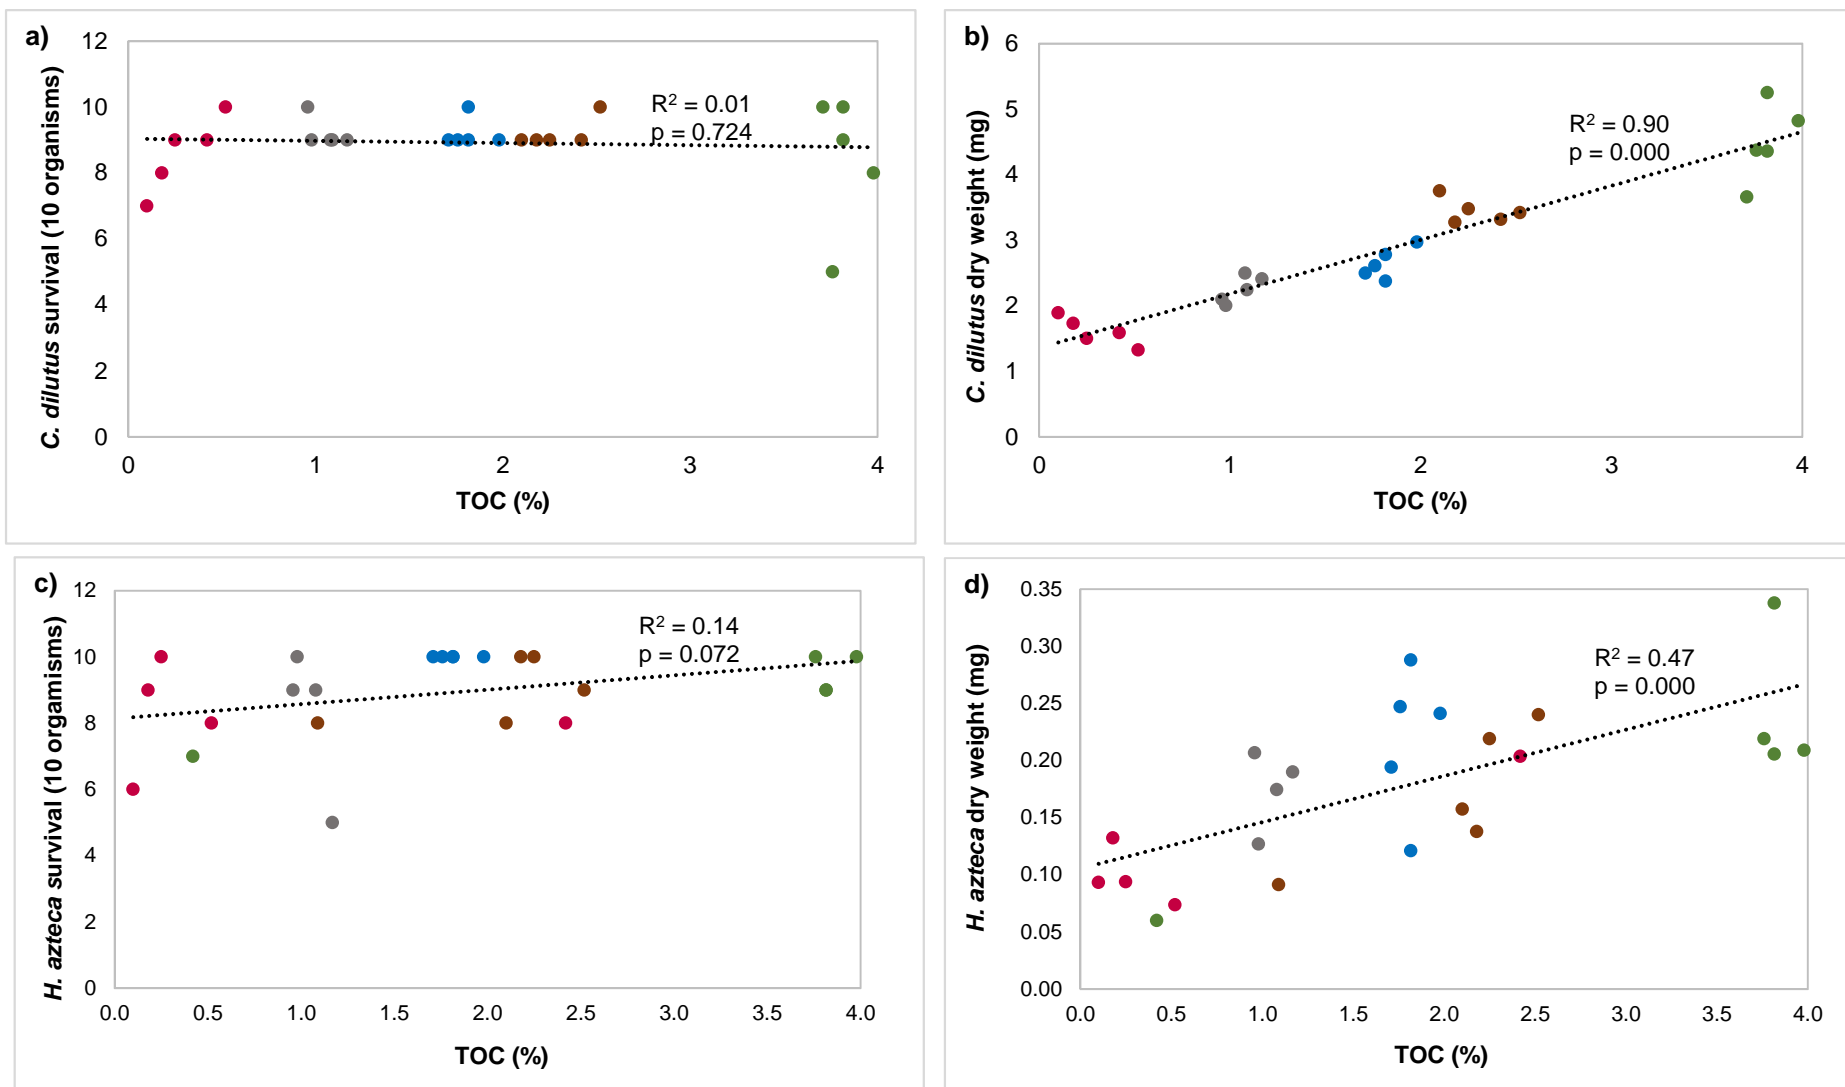 a)
12
10
8
6
4
2
0
C. dilutus survival (10 organisms)
R² = 0.01
p = 0.724
0 1 2 3 4
TOC (%)
b)
6
5
4
3
2
1
0
C. dilutus dry weight (mg)
R² = 0.90
p = 0.000
0 1 2 3 4
TOC (%)
c)
12
10
8
6
4
2
0
H. azteca survival (10 orgamisms)
R² = 0.14
p = 0.072
0.0 0.5 1.0 1.5 2.0 2.5 3.0 3.5 4.0
TOC (%)
d)
0.35
0.30
0.25
0.20
0.15
0.10
0.05
0.00
H. azteca dry weight (mg)
R² = 0.47
p = 0.000
0.0 0.5 1.0 1.5 2.0 2.5 3.0 3.5 4.0
TOC (%)